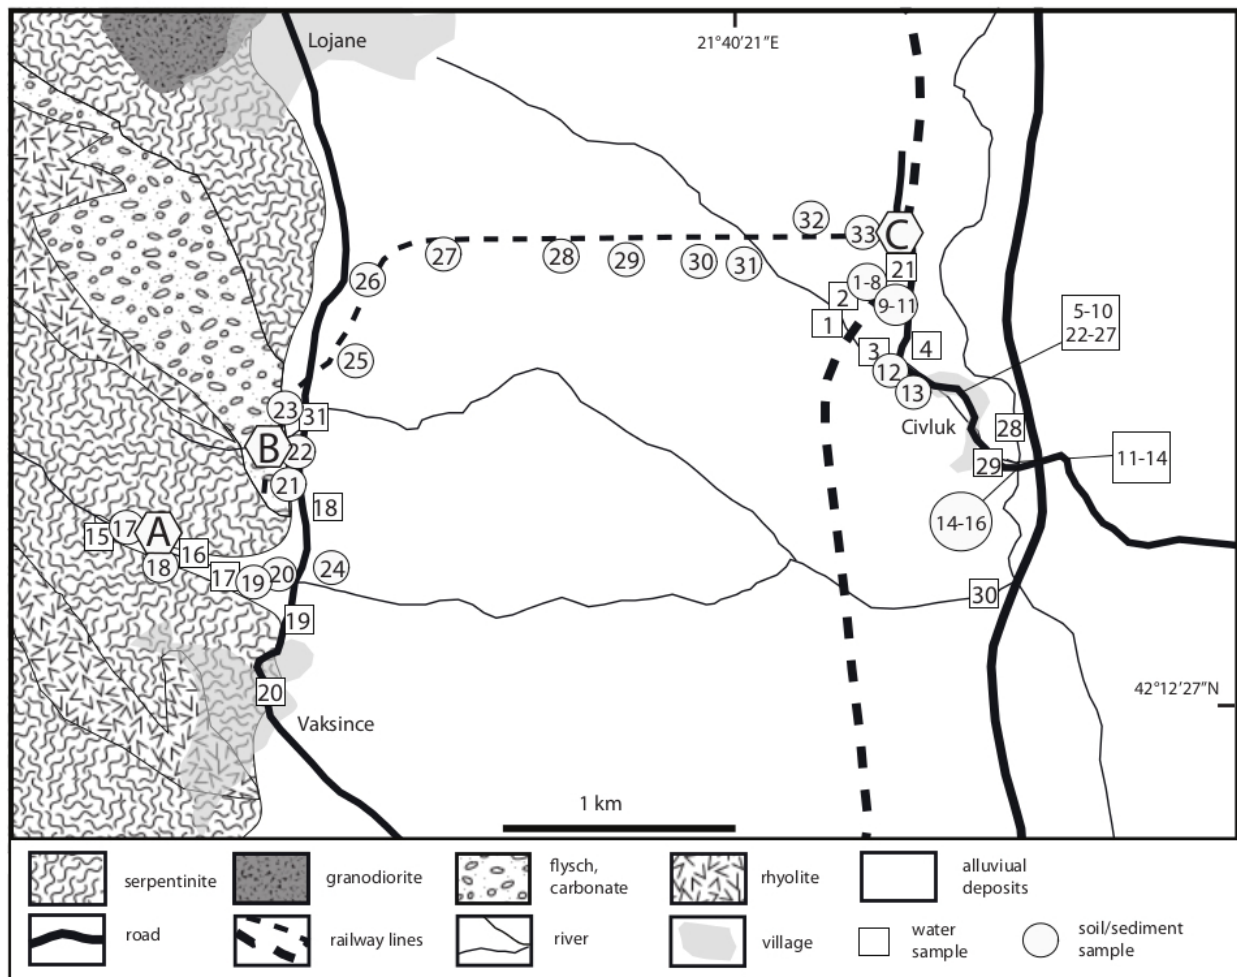 Lojane
21°40′21″E
32
33
C
27
28
29
30
31
21
26
1-8
2
9-11
1
5-10
22-27
3
4
25
12
13
23
31
Civluk
28
B
22
29
11-14
21
18
14-16
15
17
A
16
18
17
19
20
24
30
19
20
42°12′27″N
Vaksince
1 km
serpentinite
granodiorite
flysch,
carbonate
rhyolite
alluviual
deposits
road
railway lines
river
village
water
sample
soil/sediment
sample